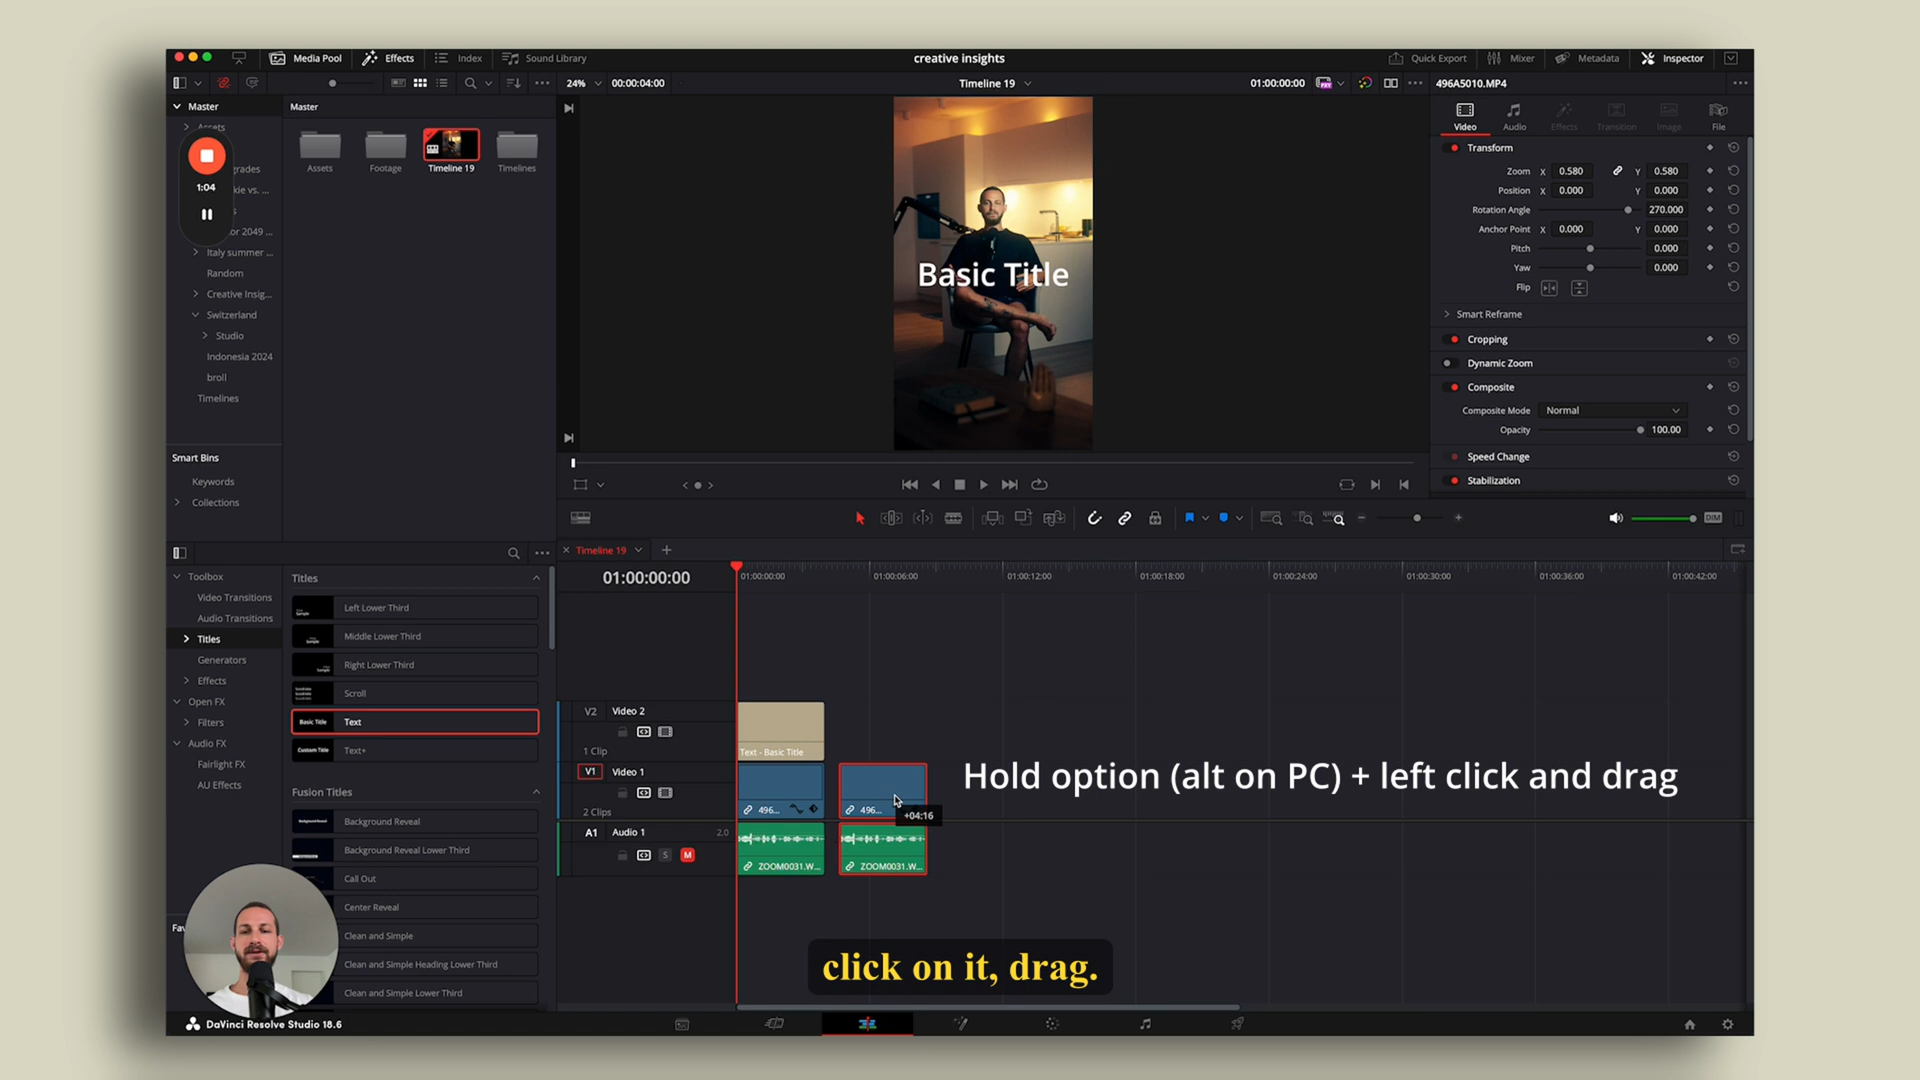 Media Pool
Effects
Index
Sound Library
creative insights
Quick Export
Mixer
Metadata
Inspector
24%
00:00:04:00
Timeline 19
01:00:00:00
496A5010.MP4
Master
Master
Video
Audio
Effects
Transition
Image
File
Assets
1:04
grades
kie vs. ...
or 2049 ...
Italy summer ...
Random
Creative Insig...
Switzerland
Studio
Indonesia 2024
broll
Timelines
Assets
Footage
Timeline 19
Timelines
Basic Title
Transform
Zoom X 0.580 Y 0.580
Position X 0.000 Y 0.000
Rotation Angle 270.000
Anchor Point X 0.000 Y 0.000
Pitch 0.000
Yaw 0.000
Flip
Smart Reframe
Cropping
Dynamic Zoom
Composite
Composite Mode Normal
Opacity 100.00
Speed Change
Stabilization
Smart Bins
Keywords
Collections
DIM
Timeline 19
Toolbox
Video Transitions
Audio Transitions
Titles
Generators
Effects
Open FX
Filters
Audio FX
Fairlight FX
AU Effects
Fav
Titles
Left Lower Third
Middle Lower Third
Right Lower Third
Scroll
Basic Title Text
Custom Title Text+
Fusion Titles
Background Reveal
Background Reveal Lower Third
Call Out
Center Reveal
Clean and Simple
Clean and Simple Heading Lower Third
Clean and Simple Lower Third
01:00:00:00
01:00:00:00 01:00:06:00 01:00:12:00 01:00:18:00 01:00:24:00 01:00:30:00 01:00:36:00 01:00:42:00
V2 Video 2
1 Clip
Text - Basic Title
V1 Video 1
2 Clips
496...
496...
+04:16
A1 Audio 1 2.0
S M
ZOOM0031.W...
ZOOM0031.W...
Hold option (alt on PC) + left click and drag
click on it, drag.
DaVinci Resolve Studio 18.6